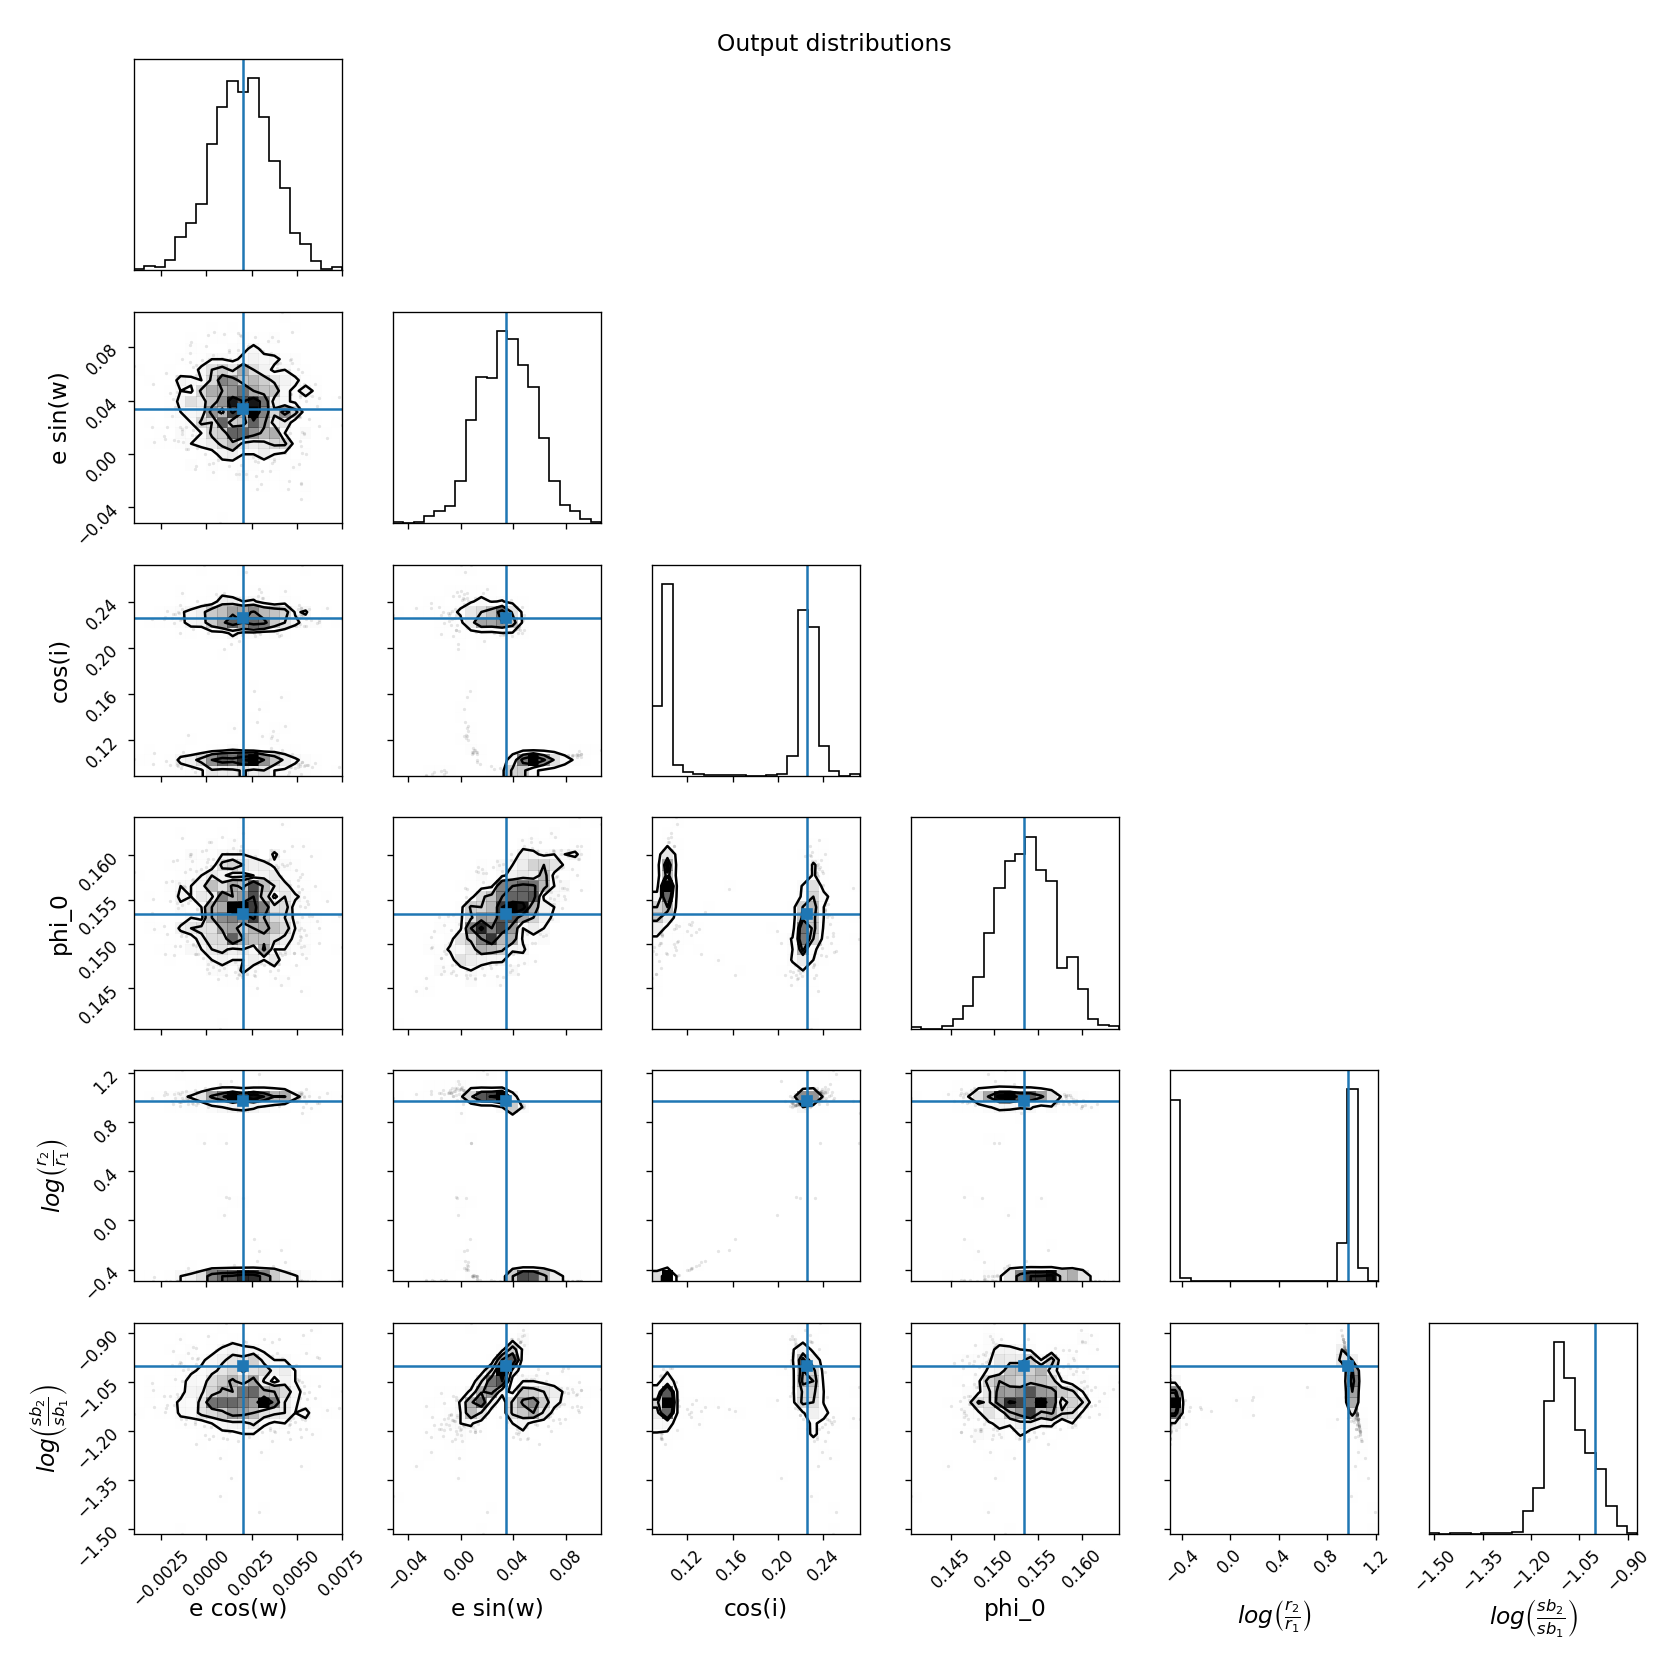 Output distributions
e sin(w)
0.08
0.04
0.00
−0.04
cos(i)
0.24
0.20
0.16
0.12
phi_0
0.160
0.155
0.150
0.145
log(r2/r1)
1.2
0.8
0.4
0.0
−0.4
log(sb2/sb1)
−0.90
−1.05
−1.20
−1.35
−1.50
−0.0025 0.0000 0.0025 0.0050 0.0075
−0.04 0.00 0.04 0.08
0.12 0.16 0.20 0.24
0.145 0.150 0.155 0.160
−0.4 0.0 0.4 0.8 1.2
−1.50 −1.35 −1.20 −1.05 −0.90
e cos(w) e sin(w) cos(i) phi_0 log(r2/r1) log(sb2/sb1)